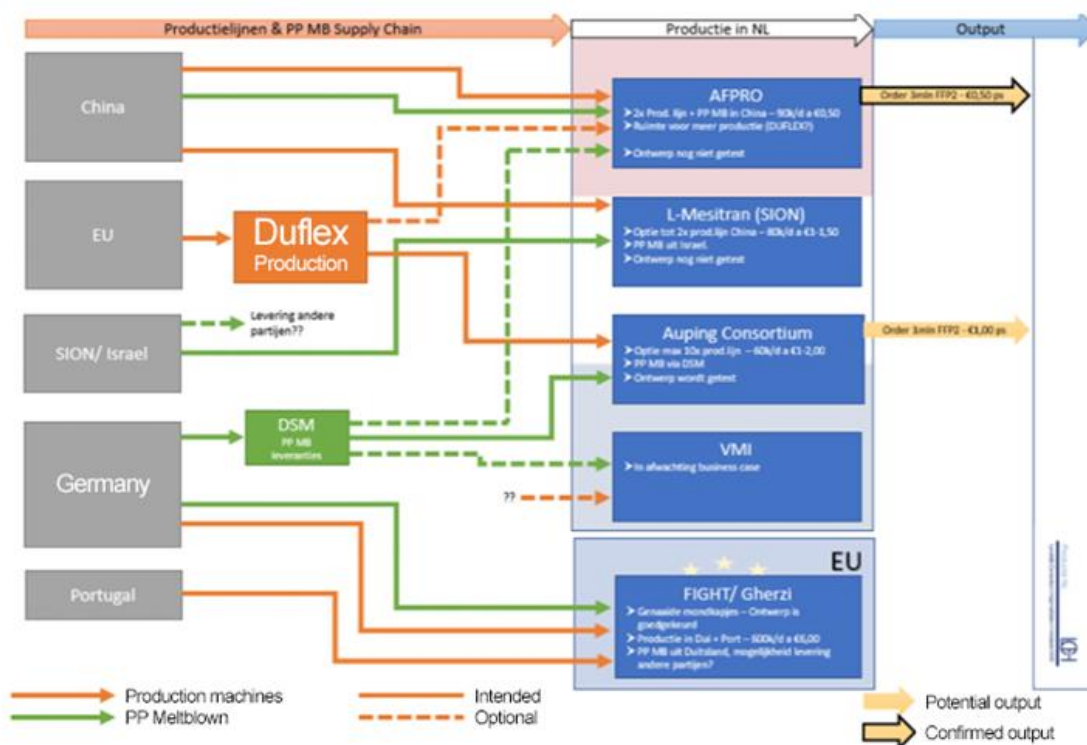 Productielijnen & PP MB Supply Chain
Productie in NL
Output
China
EU
SION/ Israel
Germany
Portugal
Duflex
Production
Levering andere
partijen??
DSM
PP MB
leveranties
??
AFPRO
2x Prod. lijn + PP MB in China – 90k/d a €0,50
Ruimte voor meer productie (DUFLEX?)
Ontwerp nog niet getest
L-Mesitran (SION)
Optie tot 2x prod.lijn China – 80k/d a €1-1,50
PP MB uit Israel.
Ontwerp nog niet getest
Auping Consortium
Optie max 10x prod.lijn – 60k/d a €1-2,00
PP MB via DSM
Ontwerp wordt getest
VMI
In afwachting business case
EU
FIGHT/ Gherzi
Genaaide mondkapjes – Ontwerp is
goedgekeurd
Productie in Dui + Port – 600k/d a €6,00
PP MB uit Duitsland, mogelijkheid levering
andere partijen?
Order 3mln FFP2 - €0,50 ps
Order 3mln FFP2 - €1,00 ps
Production machines
PP Meltblown
Intended
Optional
Potential output
Confirmed output